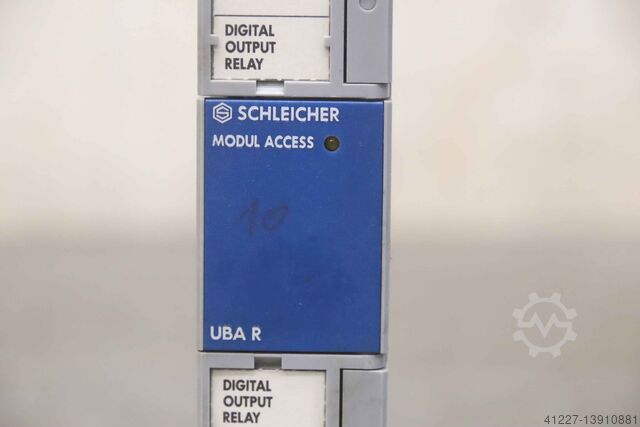 DIGITAL
OUTPUT
RELAY
SCHLEICHER
MODUL ACCESS
10
UBA R
DIGITAL
OUTPUT
RELAY
41227-13910881